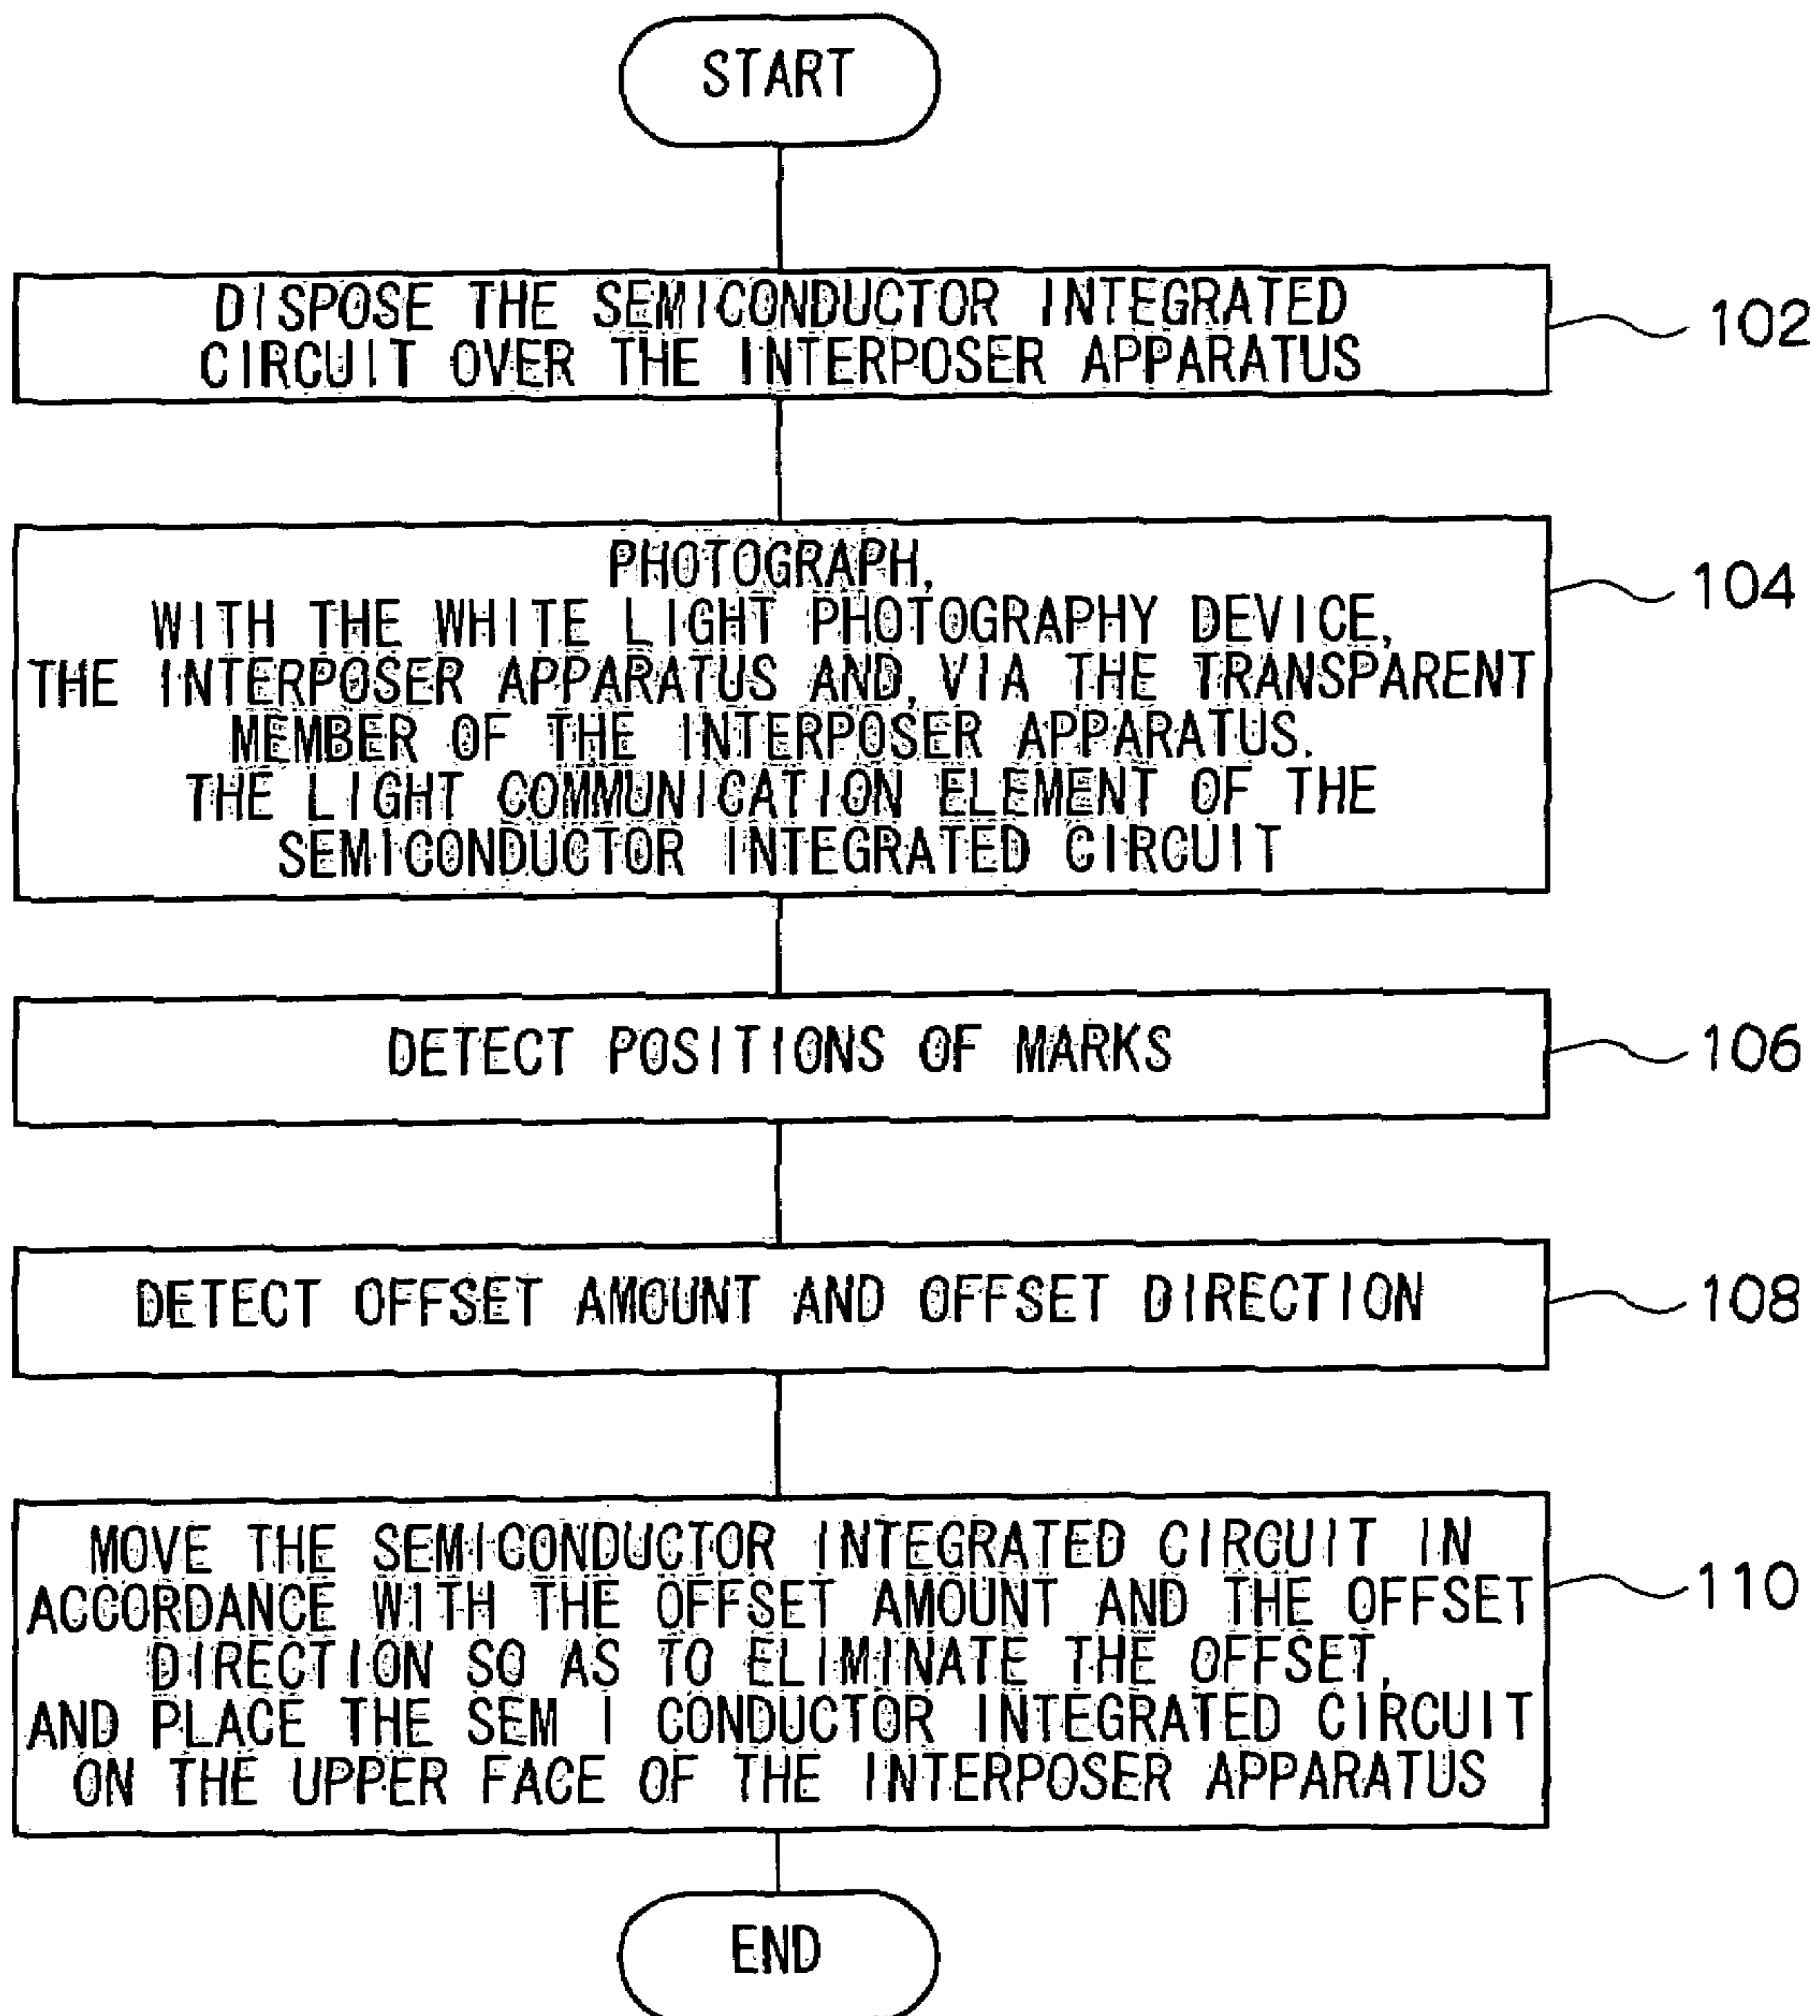 START
DISPOSE THE SEMICONDUCTOR INTEGRATED
CIRCUIT OVER THE INTERPOSER APPARATUS
102
PHOTOGRAPH,
WITH THE WHITE LIGHT PHOTOGRAPHY DEVICE,
THE INTERPOSER APPARATUS AND, VIA THE TRANSPARENT
MEMBER OF THE INTERPOSER APPARATUS.
THE LIGHT COMMUNICATION ELEMENT OF THE
SEMICONDUCTOR INTEGRATED CIRCUIT
104
DETECT POSITIONS OF MARKS
106
DETECT OFFSET AMOUNT AND OFFSET DIRECTION
108
MOVE THE SEMICONDUCTOR INTEGRATED CIRCUIT IN
ACCORDANCE WITH THE OFFSET AMOUNT AND THE OFFSET
DIRECTION SO AS TO ELIMINATE THE OFFSET,
AND PLACE THE SEM I CONDUCTOR INTEGRATED CIRCUIT
ON THE UPPER FACE OF THE INTERPOSER APPARATUS
110
END